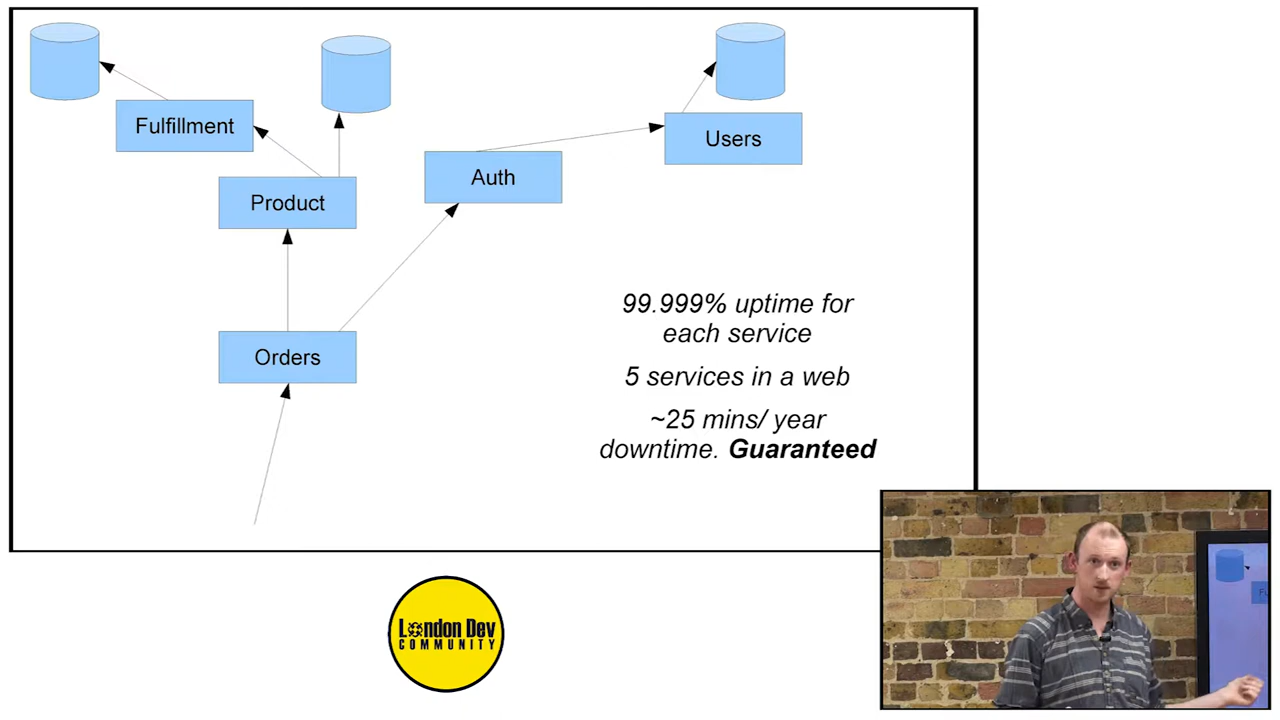 Fulfillment
Users
Auth
Product
99.999% uptime for
each service
Orders
5 services in a web
~25 mins/ year
downtime. Guaranteed
London Dev
COMMUNITY